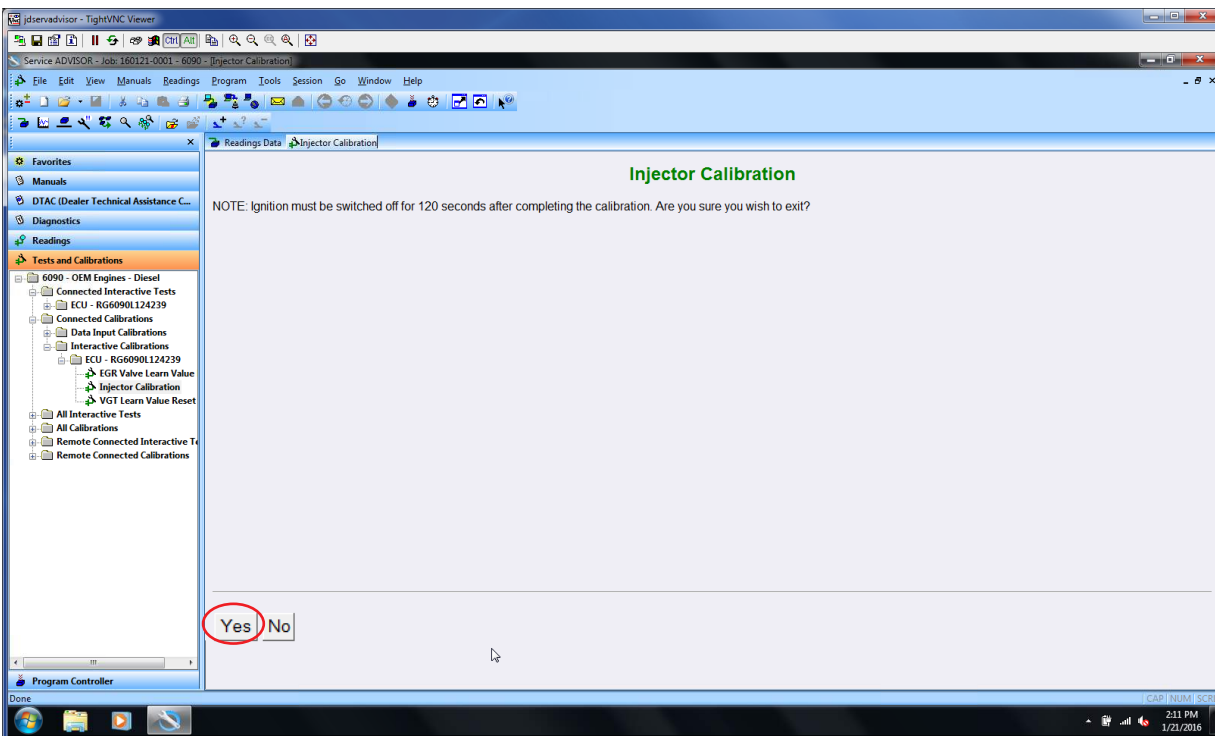 jdservadvisor - TightVNC Viewer
Ctrl Alt
Service ADVISOR - Job: 160121-0001 - 6090 - [Injector Calibration]
File Edit View Manuals Readings Program Tools Session Go Window Help
Readings Data Injector Calibration
Favorites
Manuals
DTAC (Dealer Technical Assistance C...
Diagnostics
Readings
Tests and Calibrations
6090 - OEM Engines - Diesel
Connected Interactive Tests
ECU - RG6090L124239
Connected Calibrations
Data Input Calibrations
Interactive Calibrations
ECU - RG6090L124239
EGR Valve Learn Value
Injector Calibration
VGT Learn Value Reset
All Interactive Tests
All Calibrations
Remote Connected Interactive Te
Remote Connected Calibrations
Program Controller
Injector Calibration
NOTE: Ignition must be switched off for 120 seconds after completing the calibration. Are you sure you wish to exit?
Yes No
Done
CAP NUM SCRL
2:11 PM
1/21/2016